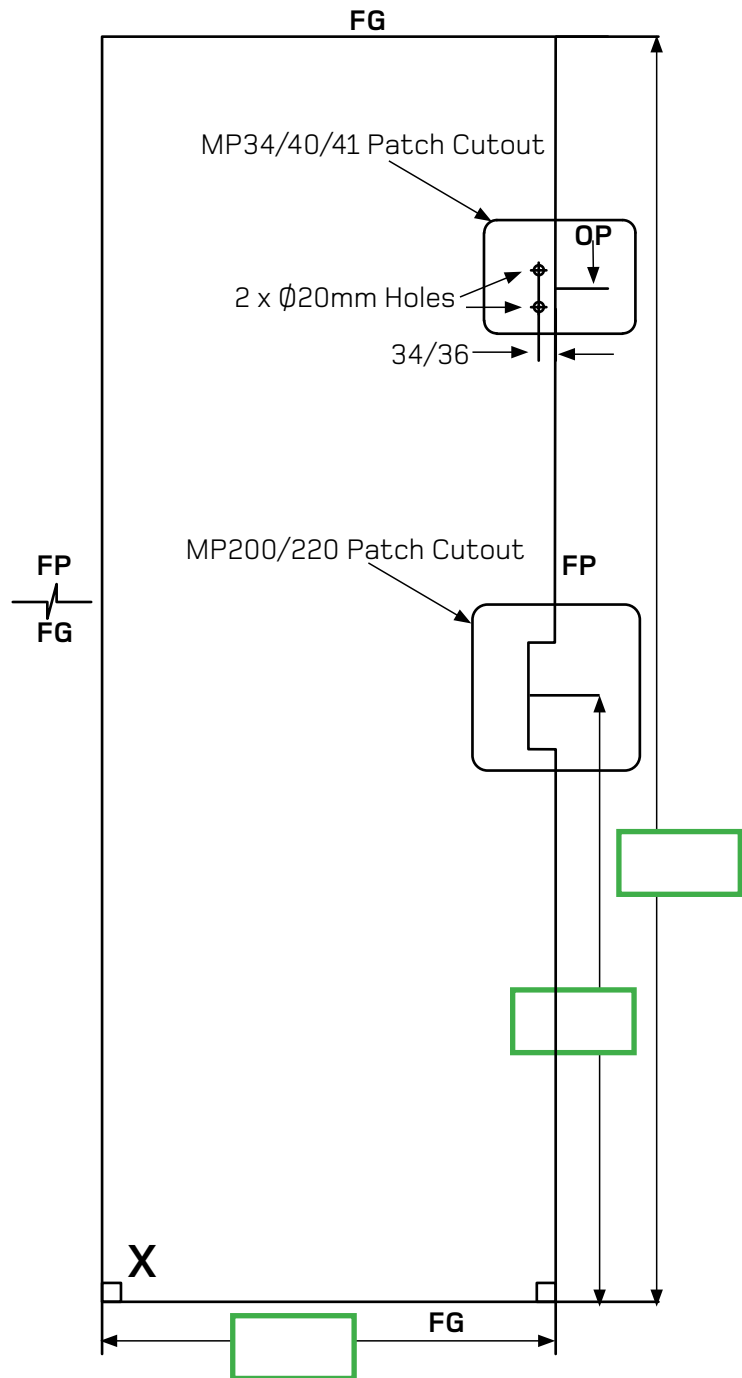 FG
MP34/40/41 Patch Cutout
OP
2 x Ø20mm Holes
34/36
MP200/220 Patch Cutout
FP
FP
FG
X
FG